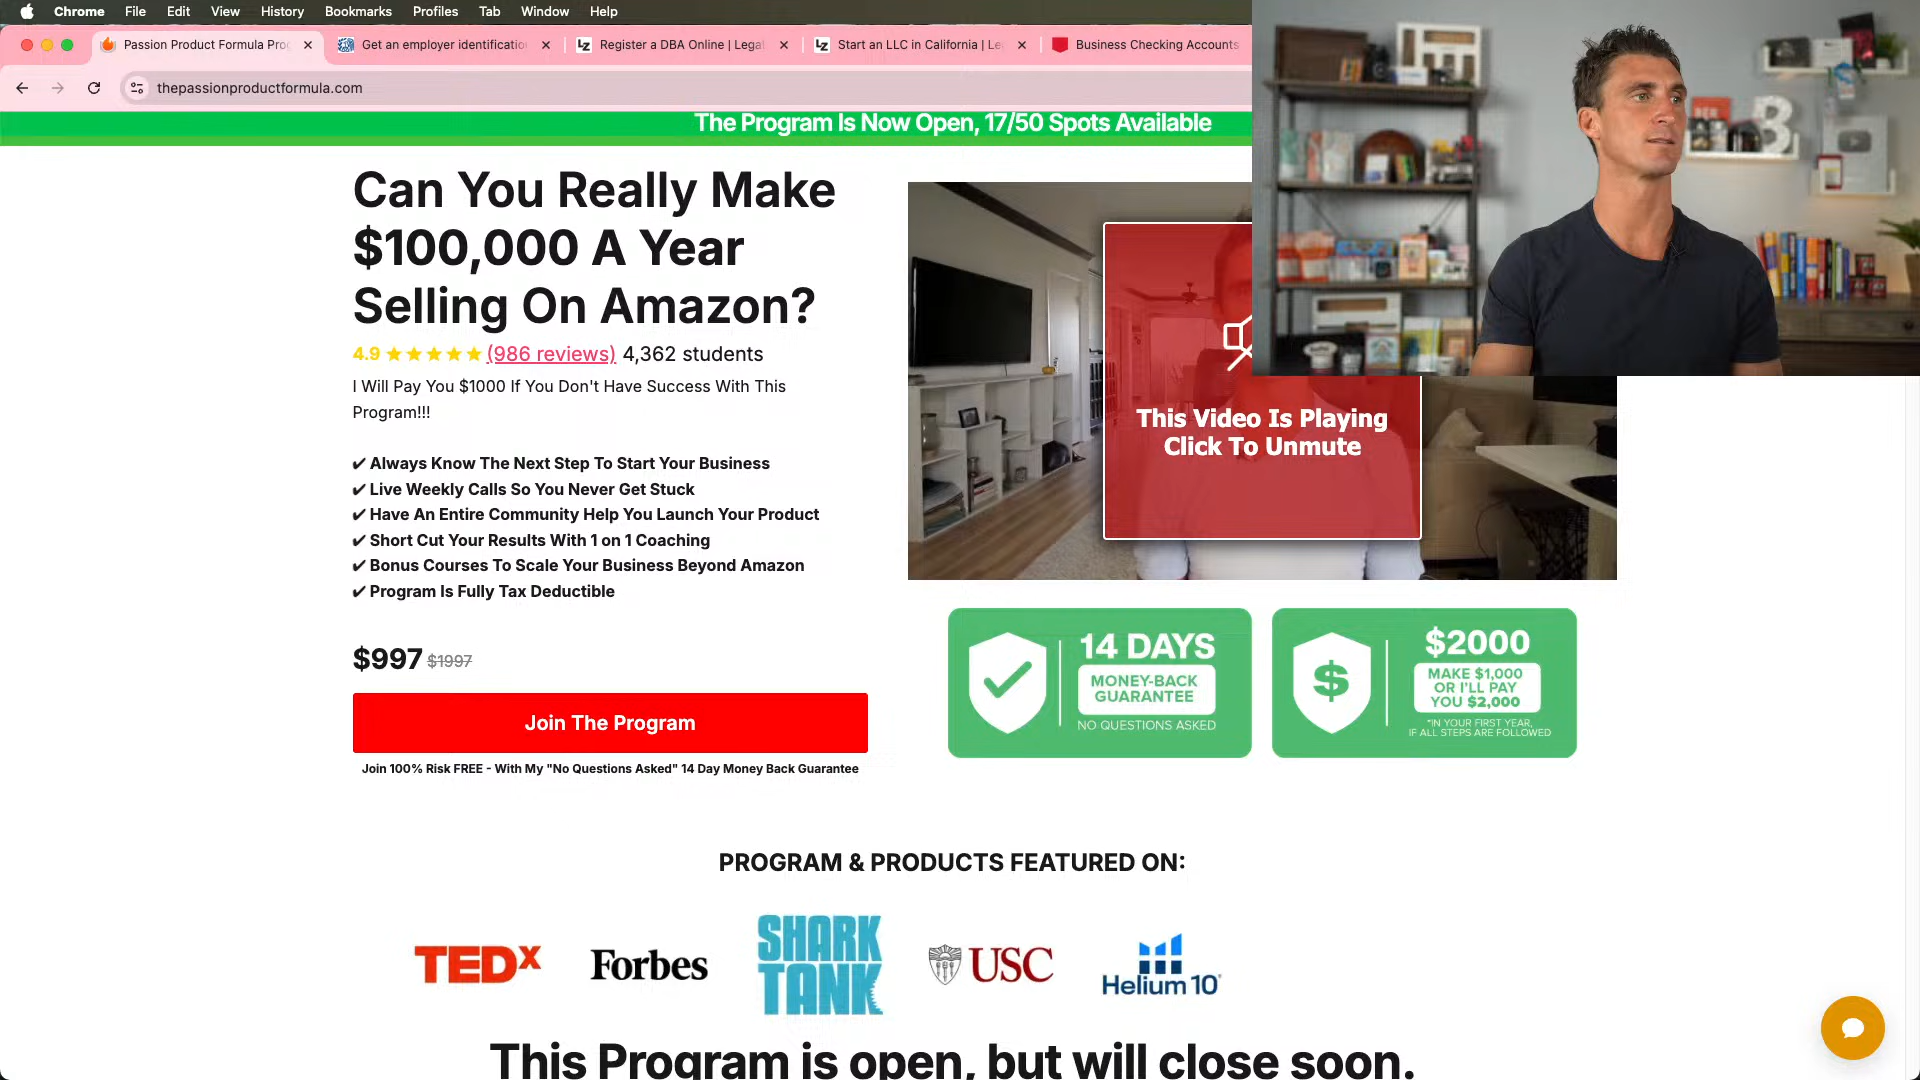 Chrome File Edit View History Bookmarks Profiles Tab Window Help
Passion Product Formula Pro
Get an employer identificatio
LZ Register a DBA Online | Legal
LZ Start an LLC in California | Le
Business Checking Accounts
thepassionproductformula.com
The Program Is Now Open, 17/50 Spots Available
Can You Really Make
$100,000 A Year
Selling On Amazon?
4.9 ★★★★★ (986 reviews) 4,362 students
I Will Pay You $1000 If You Don't Have Success With This
Program!!!
✔ Always Know The Next Step To Start Your Business
✔ Live Weekly Calls So You Never Get Stuck
✔ Have An Entire Community Help You Launch Your Product
✔ Short Cut Your Results With 1 on 1 Coaching
✔ Bonus Courses To Scale Your Business Beyond Amazon
✔ Program Is Fully Tax Deductible
$997 $1997
Join The Program
Join 100% Risk FREE - With My "No Questions Asked" 14 Day Money Back Guarantee
This Video Is Playing
Click To Unmute
14 DAYS
MONEY-BACK
GUARANTEE
NO QUESTIONS ASKED
$
$2000
MAKE $1,000
OR I'LL PAY
YOU $2,000
*IN YOUR FIRST YEAR,
IF ALL STEPS ARE FOLLOWED
PROGRAM & PRODUCTS FEATURED ON:
TEDx
Forbes
SHARK
TANK
USC
Helium 10
This Program is open, but will close soon.